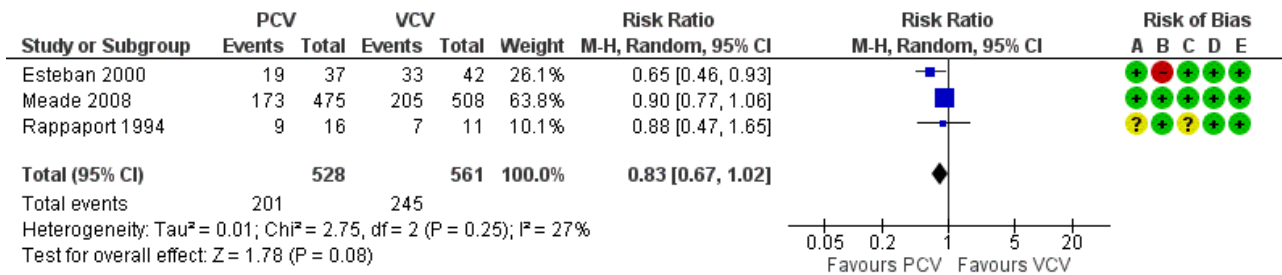 PCV VCV Risk Ratio Risk Ratio Risk of Bias
Study or Subgroup Events Total Events Total Weight M-H, Random, 95% CI M-H, Random, 95% CI A B C D E
Esteban 2000 19 37 33 42 26.1% 0.65 [0.46, 0.93] + − + + +
Meade 2008 173 475 205 508 63.8% 0.90 [0.77, 1.06] + + + + +
Rappaport 1994 9 16 7 11 10.1% 0.88 [0.47, 1.65] ? + ? + +
Total (95% CI) 528 561 100.0% 0.83 [0.67, 1.02]
Total events 201 245
Heterogeneity: Tau² = 0.01; Chi² = 2.75, df = 2 (P = 0.25); I² = 27%
Test for overall effect: Z = 1.78 (P = 0.08)
0.05 0.2 1 5 20
Favours PCV Favours VCV